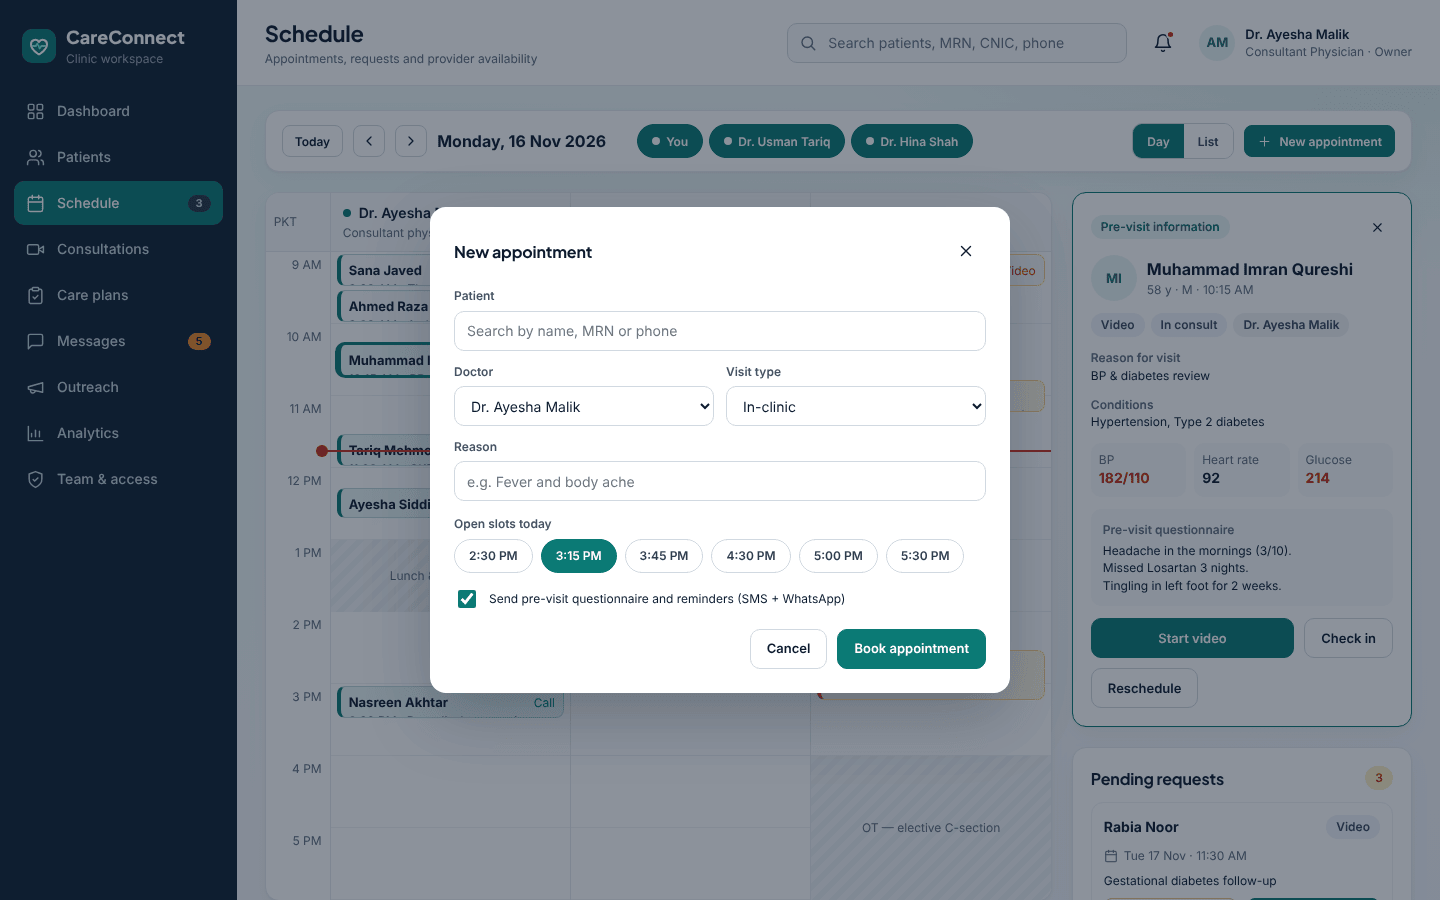 CareConnect
Clinic workspace
Dashboard
Patients
Schedule 3
Consultations
Care plans
Messages 5
Outreach
Analytics
Team & access
Schedule
Appointments, requests and provider availability
Search patients, MRN, CNIC, phone
AM
Dr. Ayesha Malik
Consultant Physician · Owner
Today
Monday, 16 Nov 2026
You
Dr. Usman Tariq
Dr. Hina Shah
Day
List
New appointment
PKT
Dr. Ayesha
Consultant phys
9 AM
10 AM
11 AM
12 PM
1 PM
2 PM
3 PM
4 PM
5 PM
Sana Javed
Ahmed Raza
Muhammad
Tariq Mehmo
Ayesha Siddi
Lunch
Nasreen Akhtar
Call
OT — elective C-section
New appointment
Patient
Search by name, MRN or phone
Doctor
Visit type
Dr. Ayesha Malik
In-clinic
Reason
e.g. Fever and body ache
Open slots today
2:30 PM
3:15 PM
3:45 PM
4:30 PM
5:00 PM
5:30 PM
Send pre-visit questionnaire and reminders (SMS + WhatsApp)
Cancel
Book appointment
Pre-visit information
MI
Muhammad Imran Qureshi
58 y · M · 10:15 AM
Video
In consult
Dr. Ayesha Malik
Reason for visit
BP & diabetes review
Conditions
Hypertension, Type 2 diabetes
BP
182/110
Heart rate
92
Glucose
214
Pre-visit questionnaire
Headache in the mornings (3/10).
Missed Losartan 3 nights.
Tingling in left foot for 2 weeks.
Start video
Check in
Reschedule
Pending requests
3
Rabia Noor
Video
Tue 17 Nov · 11:30 AM
Gestational diabetes follow-up